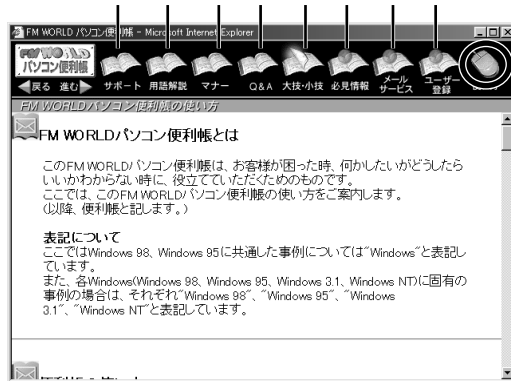 FM WORLD パソコン便利帳 - Microsoft Internet Explorer
FM WORLD
パソコン便利帳
戻る 進む
サポート 用語解説 マナー Q&A 大技・小技 必見情報 メールサービス ユーザー登録
FM WORLDパソコン便利帳の使い方
FM WORLDパソコン便利帳とは
このFM WORLDパソコン便利帳は、お客様が困った時、何かしたいがどうしたら
いいかわからない時に、役立てていただくためのものです。
ここでは、このFM WORLDパソコン便利帳の使い方をご案内します。
(以降、便利帳と記します。)
表記について
ここではWindows 98、Windows 95に共通した事例については"Windows"と表記し
ています。
また、各Windows(Windows 98、Windows 95、Windows 3.1、Windows NT)に固有の
事例の場合は、それぞれ"Windows 98"、"Windows 95"、"Windows
3.1"、"Windows NT"と表記しています。